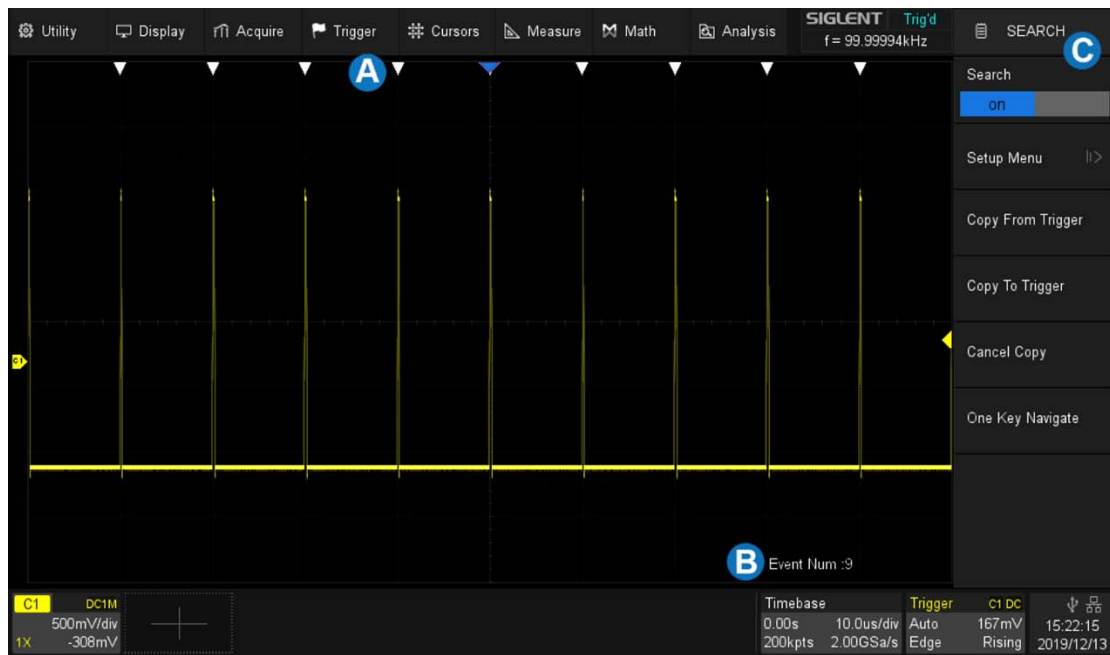 Utility Display Acquire Trigger Cursors Measure Math Analysis
SIGLENT Trig'd
f = 99.99994kHz
SEARCH
A
C
Search
on
Setup Menu
Copy From Trigger
Copy To Trigger
C1
Cancel Copy
One Key Navigate
B
Event Num :9
C1 DC1M
500mV/div
1X -308mV
Timebase
0.00s 10.0us/div
200kpts 2.00GSa/s
Trigger C1 DC
Auto 167mV
Edge Rising
15:22:15
2019/12/13